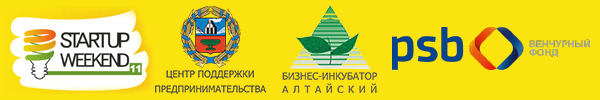 STARTUP
WEEKEND
11
ЦЕНТР ПОДДЕРЖКИ
ПРЕДПРИНИМАТЕЛЬСТВА
БИЗНЕС-ИНКУБАТОР
АЛТАЙСКИЙ
psb
ВЕНЧУРНЫЙ
ФОНД